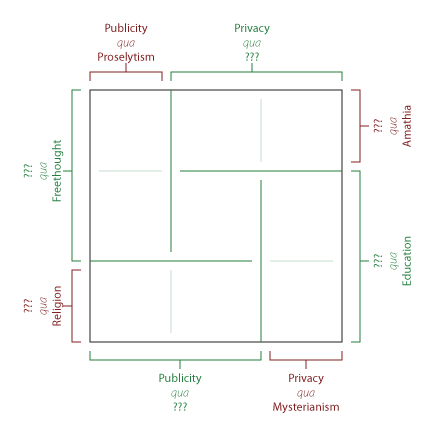 Publicity
qua
Proselytism
Privacy
qua
???
???
qua
Freethought
???
qua
Religion
???
qua
Amathia
???
qua
Education
Publicity
qua
???
Privacy
qua
Mysterianism